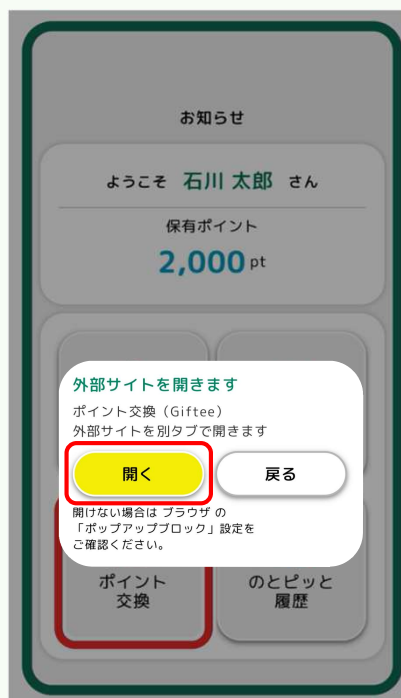 お知らせ
ようこそ 石川 太郎 さん
保有ポイント
2,000 pt
外部サイトを開きます
ポイント交換（Giftee）
外部サイトを別タブで開きます
開く 戻る
開けない場合は ブラウザ の
「ポップアップブロック」設定を
ご確認ください。
ポイント のとピッと
交換 履歴